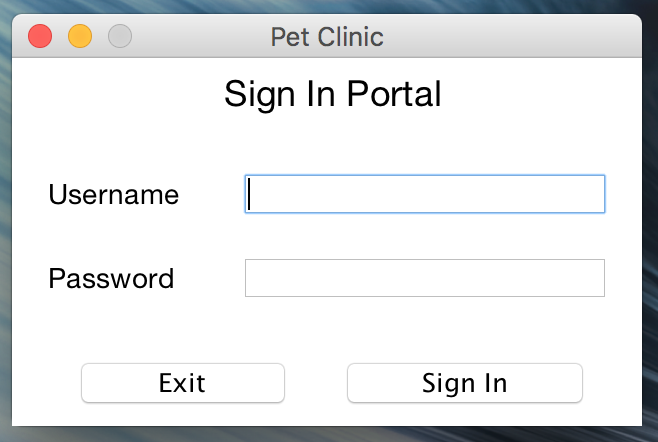 Pet Clinic
Sign In Portal
Username
Password
Exit Sign In